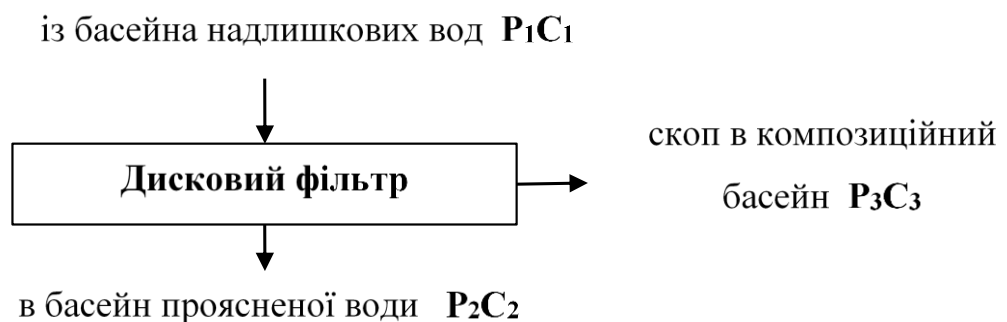 із басейна надлишкових вод P₁C₁
скоп в композиційний
Дисковий фільтр
басейн P₃C₃
в басейн проясненої води P₂C₂